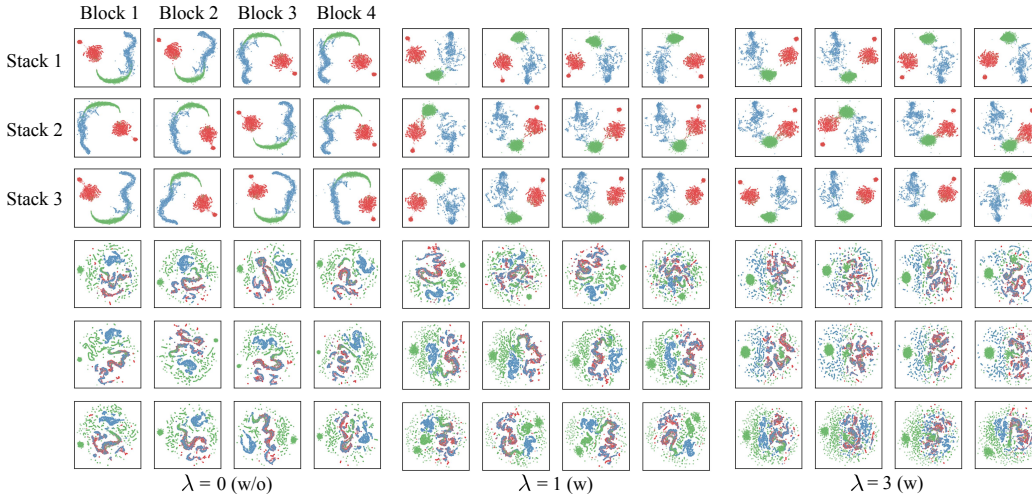 Block 1 Block 2 Block 3 Block 4
Stack 1
Stack 2
Stack 3
λ = 0 (w/o) λ = 1 (w) λ = 3 (w)